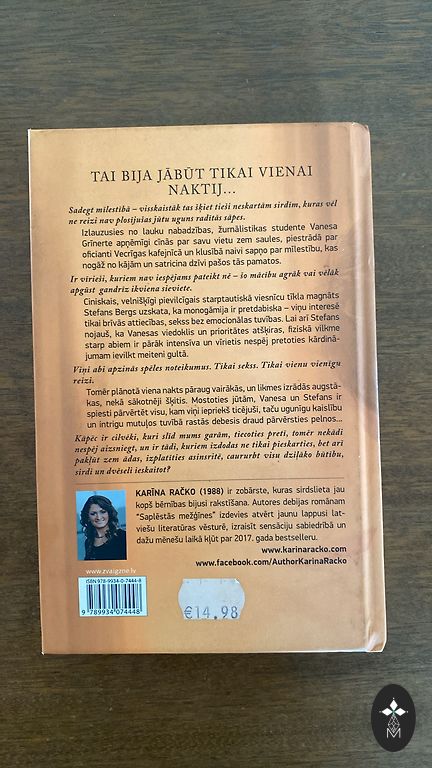 TAI BIJA JĀBŪT TIKAI VIENAI
NAKTIJ...
Sadegt mīlestībā – visskaistāk tas šķiet tieši neskartām sirdīm, kuras vēl
ne reizi nav plosījušas jūtu uguns radītās sāpes.
Izlauzusies no lauku nabadzības, žurnālistikas studente Vanesa
Grīnerte apņēmīgi cīnās par savu vietu zem saules, piestrādā par
oficianti Vecrīgas kafejnīcā un klusībā naivi sapņo par mīlestību, kas
nogāž no kājām un satricina dzīvi pašos tās pamatos.
Ir vīrieši, kuriem nav iespējams pateikt nē – šo mācību agrāk vai vēlāk
apgūst gandrīz ikviena sieviete.
Ciniskais, velnišķīgi pievilcīgais starptautiskā viesnīcu tīkla magnāts
Stefans Bergs uzskata, ka monogāmija ir pretdabiska – viņu interesē
tikai brīvas attiecības, sekss bez emocionālas tuvības. Lai arī Stefans
nojauš, ka Vanesas viedoklis un prioritātes atšķiras, fiziskā vilkme
starp abiem ir pārāk intensīva un vīrietis nespēj pretoties kārdinā-
jumam ievilkt meiteni gultā.
Viņi abi apzinās spēles noteikumus. Tikai sekss. Tikai vienu vienīgu
reizi.
Tomēr plānotā viena nakts pāraug vairākās, un likmes izrādās augstā-
kas, nekā sākotnēji šķitis. Mostoties jūtām, Vanesa un Stefans ir
spiesti pārvērtēt visu, kam viņi iepriekš ticējuši, taču ugunīgu kaislību
un intrigu mutuļos tuvībā rastās debesis draud pārvērsties pelnos...
Kāpēc ir cilvēki, kuri slīd mums garām, tiecoties pretī, tomēr nekādi
nespēj aizsniegt, un ir tādi, kuriem izdodas ne tikai pieskarties, bet arī
pakļūt zem ādas, izplatīties asinsritē, caururbt visu dziļāko būtību,
sirdi un dvēseli ieskaitot?
KARĪNA RAČKO (1988) ir zobārste, kuras sirdslieta jau
kopš bērnības bijusi rakstīšana. Autores debijas romānam
"Saplēstās mežģīnes" izdevies atvērt jaunu lappusi lat-
viešu literatūras vēsturē, izraisīt sensāciju sabiedrībā un
dažu mēnešu laikā kļūt par 2017. gada bestselleru.
www.karinaracko.com
www.facebook.com/AuthorKarinaRacko
www.zvaigzne.lv
ISBN 978-9934-0-7444-8
9 789934 074448
€14.98
M